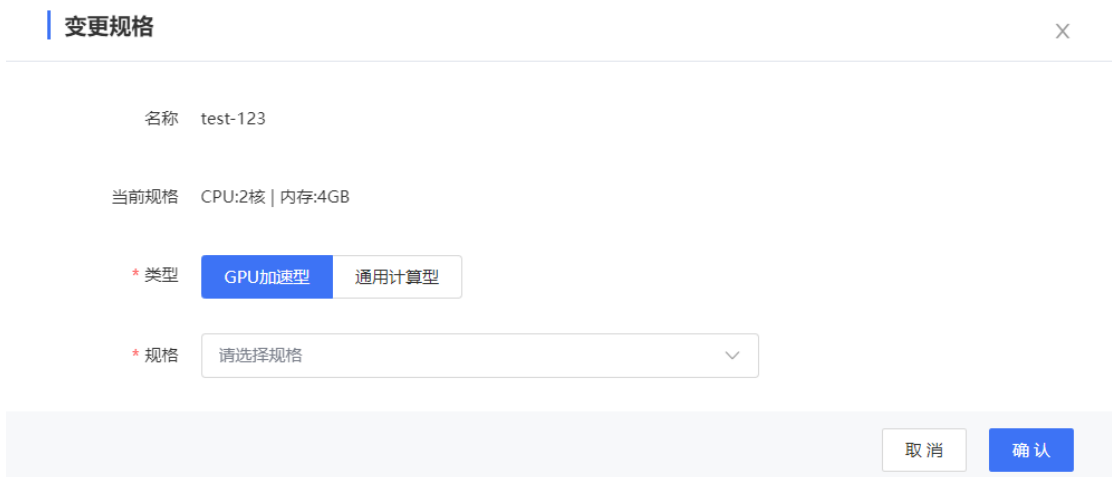 变更规格
名称 test-123
当前规格 CPU:2核 | 内存:4GB
* 类型 GPU加速型 通用计算型
* 规格 请选择规格
取消 确认